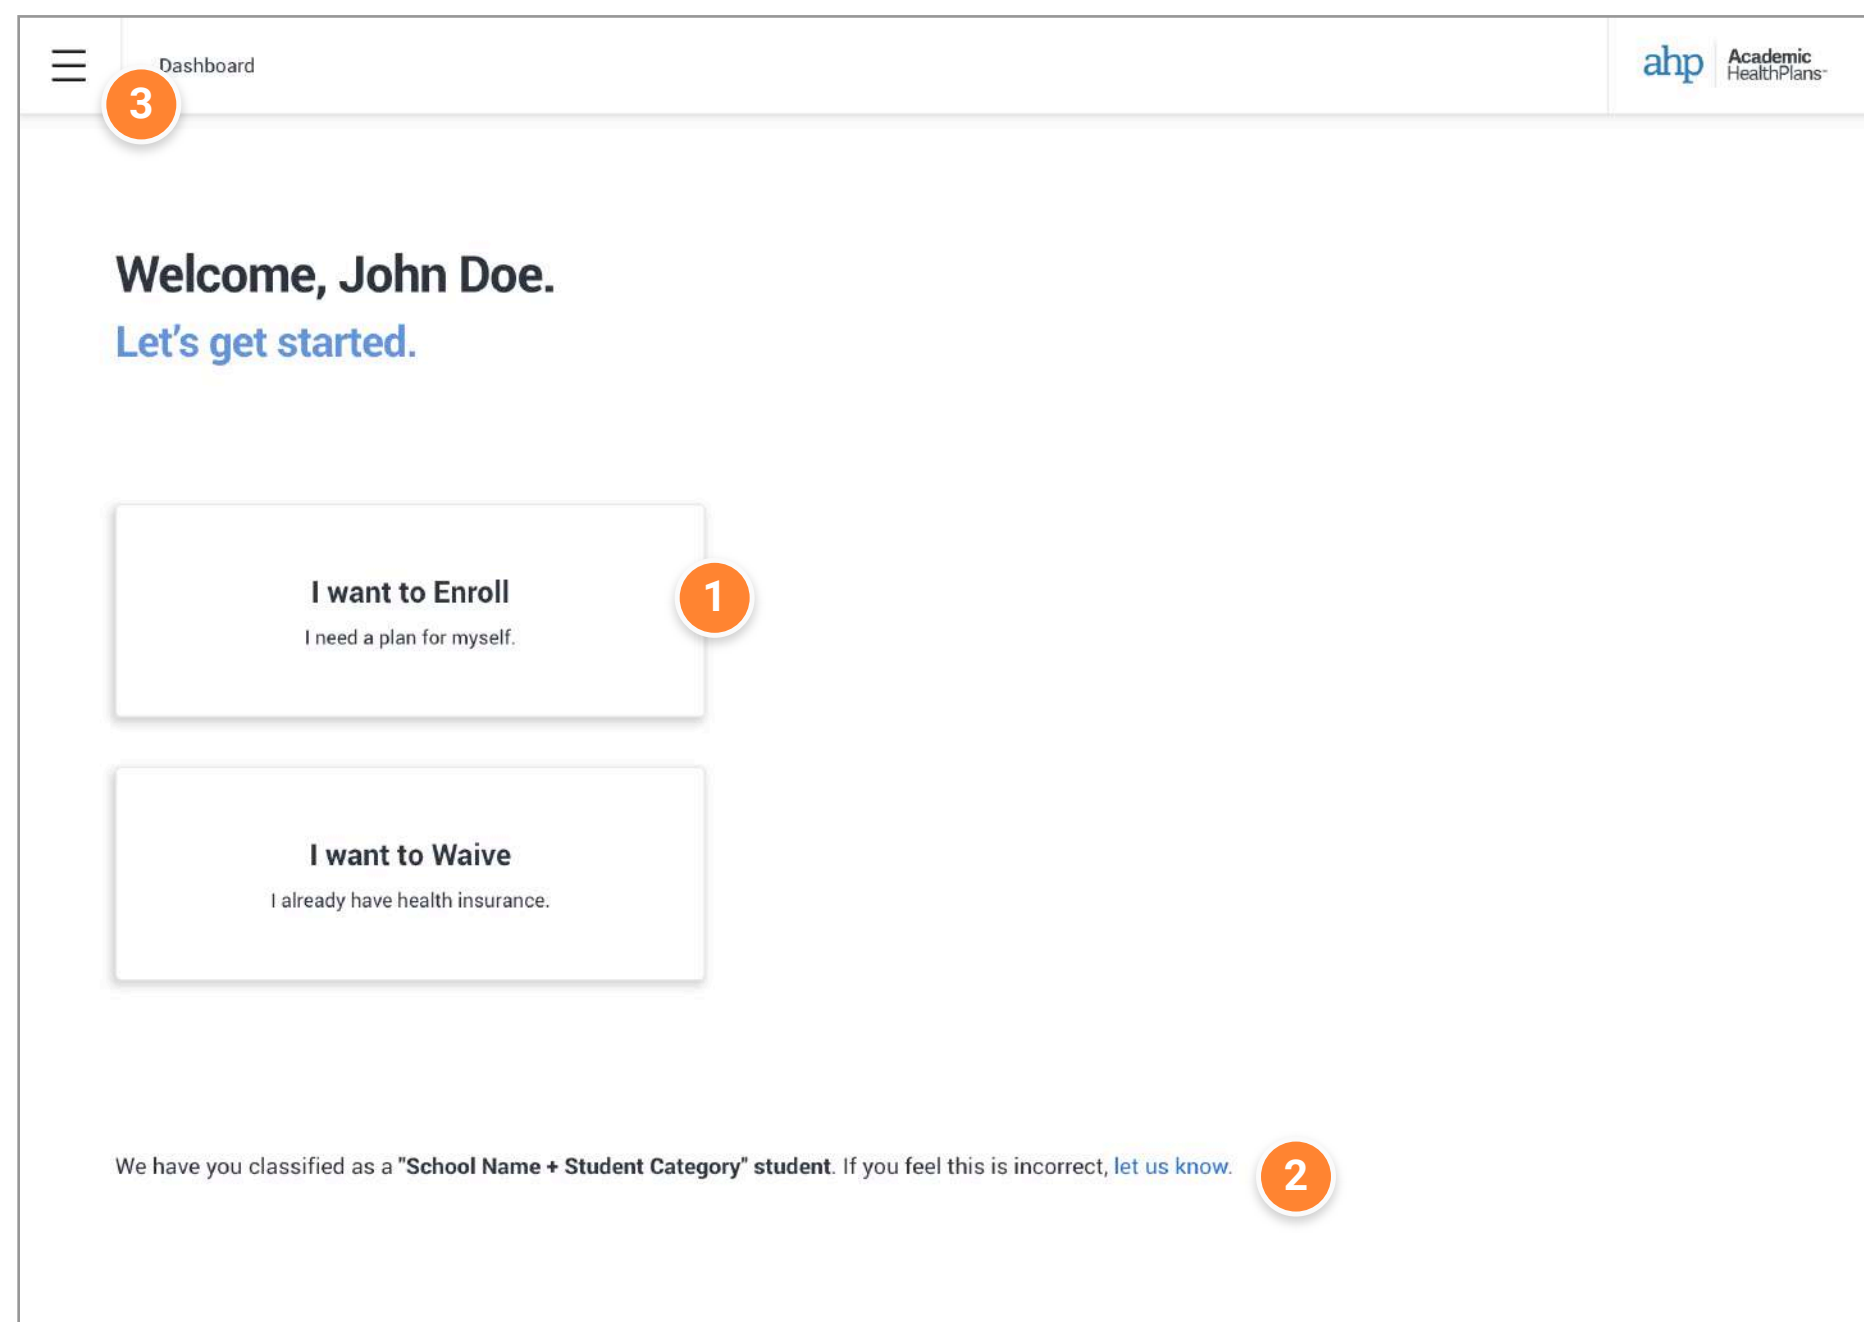 Dashboard
ahp
Academic
HealthPlans
3
Welcome, John Doe.
Let's get started.
I want to Enroll
I need a plan for myself.
1
I want to Waive
I already have health insurance.
We have you classified as a "School Name + Student Category" student. If you feel this is incorrect, let us know.
2